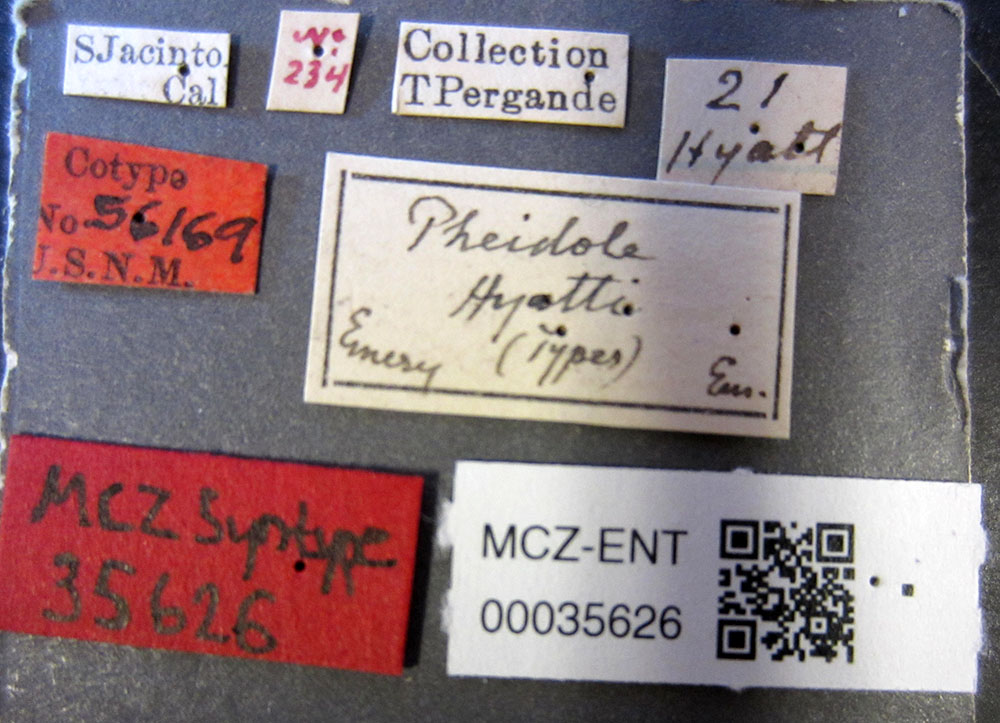 SJacinto
Cal
No
234
Collection
TPergande
21
Hyatt
Cotype
No 56169
U.S.N.M.
Pheidole
Hyatti
(Types)
Emery
Em.
MCZ Syntype
35626
MCZ-ENT
00035626